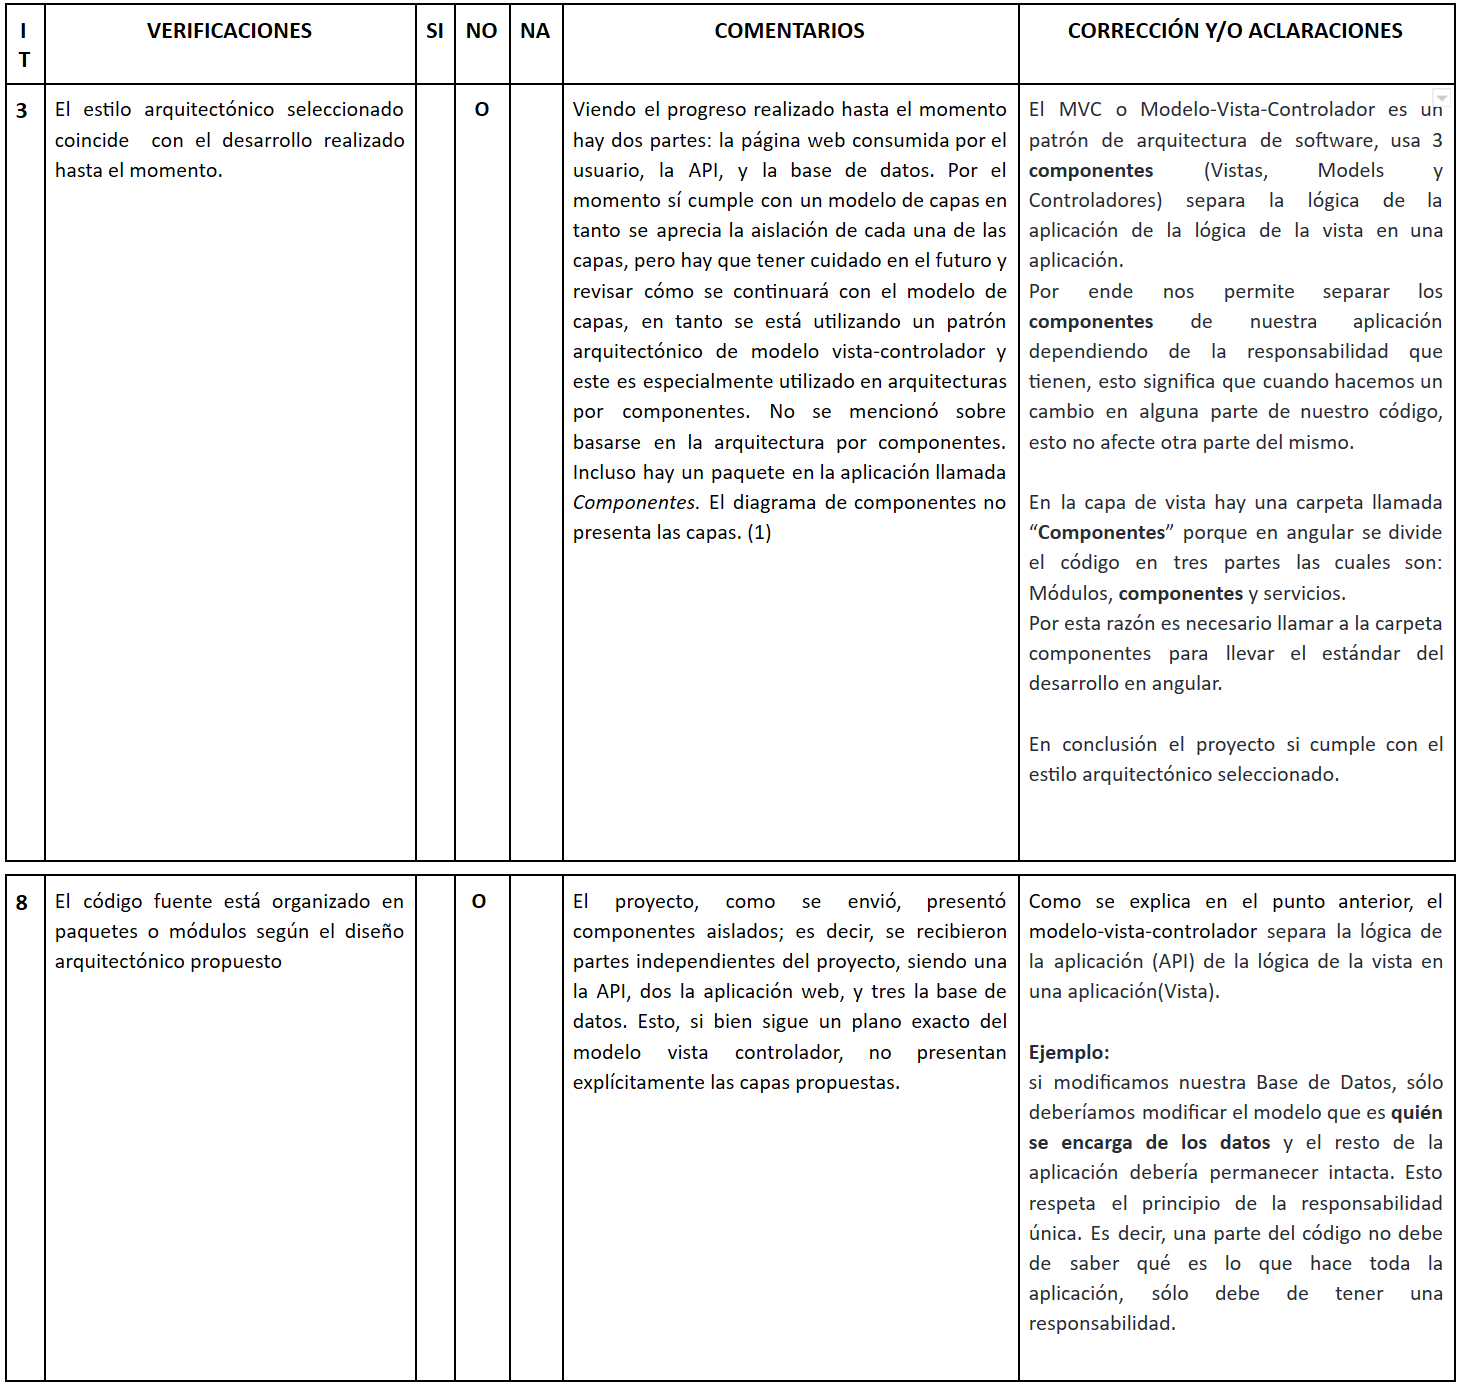 I
T
VERIFICACIONES
SI
NO
NA
COMENTARIOS
CORRECCIÓN Y/O ACLARACIONES
3
El estilo arquitectónico seleccionado
coincide con el desarrollo realizado
hasta el momento.
O
Viendo el progreso realizado hasta el momento
hay dos partes: la página web consumida por el
usuario, la API, y la base de datos. Por el
momento sí cumple con un modelo de capas en
tanto se aprecia la aislación de cada una de las
capas, pero hay que tener cuidado en el futuro y
revisar cómo se continuará con el modelo de
capas, en tanto se está utilizando un patrón
arquitectónico de modelo vista-controlador y
este es especialmente utilizado en arquitecturas
por componentes. No se mencionó sobre
basarse en la arquitectura por componentes.
Incluso hay un paquete en la aplicación llamada
Componentes. El diagrama de componentes no
presenta las capas. (1)
El MVC o Modelo-Vista-Controlador es un
patrón de arquitectura de software, usa 3
componentes (Vistas, Models y
Controladores) separa la lógica de la
aplicación de la lógica de la vista en una
aplicación.
Por ende nos permite separar los
componentes de nuestra aplicación
dependiendo de la responsabilidad que
tienen, esto significa que cuando hacemos un
cambio en alguna parte de nuestro código,
esto no afecte otra parte del mismo.
En la capa de vista hay una carpeta llamada
“Componentes” porque en angular se divide
el código en tres partes las cuales son:
Módulos, componentes y servicios.
Por esta razón es necesario llamar a la carpeta
componentes para llevar el estándar del
desarrollo en angular.
En conclusión el proyecto si cumple con el
estilo arquitectónico seleccionado.
8
El código fuente está organizado en
paquetes o módulos según el diseño
arquitectónico propuesto
O
El proyecto, como se envió, presentó
componentes aislados; es decir, se recibieron
partes independientes del proyecto, siendo una
la API, dos la aplicación web, y tres la base de
datos. Esto, si bien sigue un plano exacto del
modelo vista controlador, no presentan
explícitamente las capas propuestas.
Como se explica en el punto anterior, el
modelo-vista-controlador separa la lógica de
la aplicación (API) de la lógica de la vista en
una aplicación(Vista).
Ejemplo:
si modificamos nuestra Base de Datos, sólo
deberíamos modificar el modelo que es quién
se encarga de los datos y el resto de la
aplicación debería permanecer intacta. Esto
respeta el principio de la responsabilidad
única. Es decir, una parte del código no debe
de saber qué es lo que hace toda la
aplicación, sólo debe de tener una
responsabilidad.